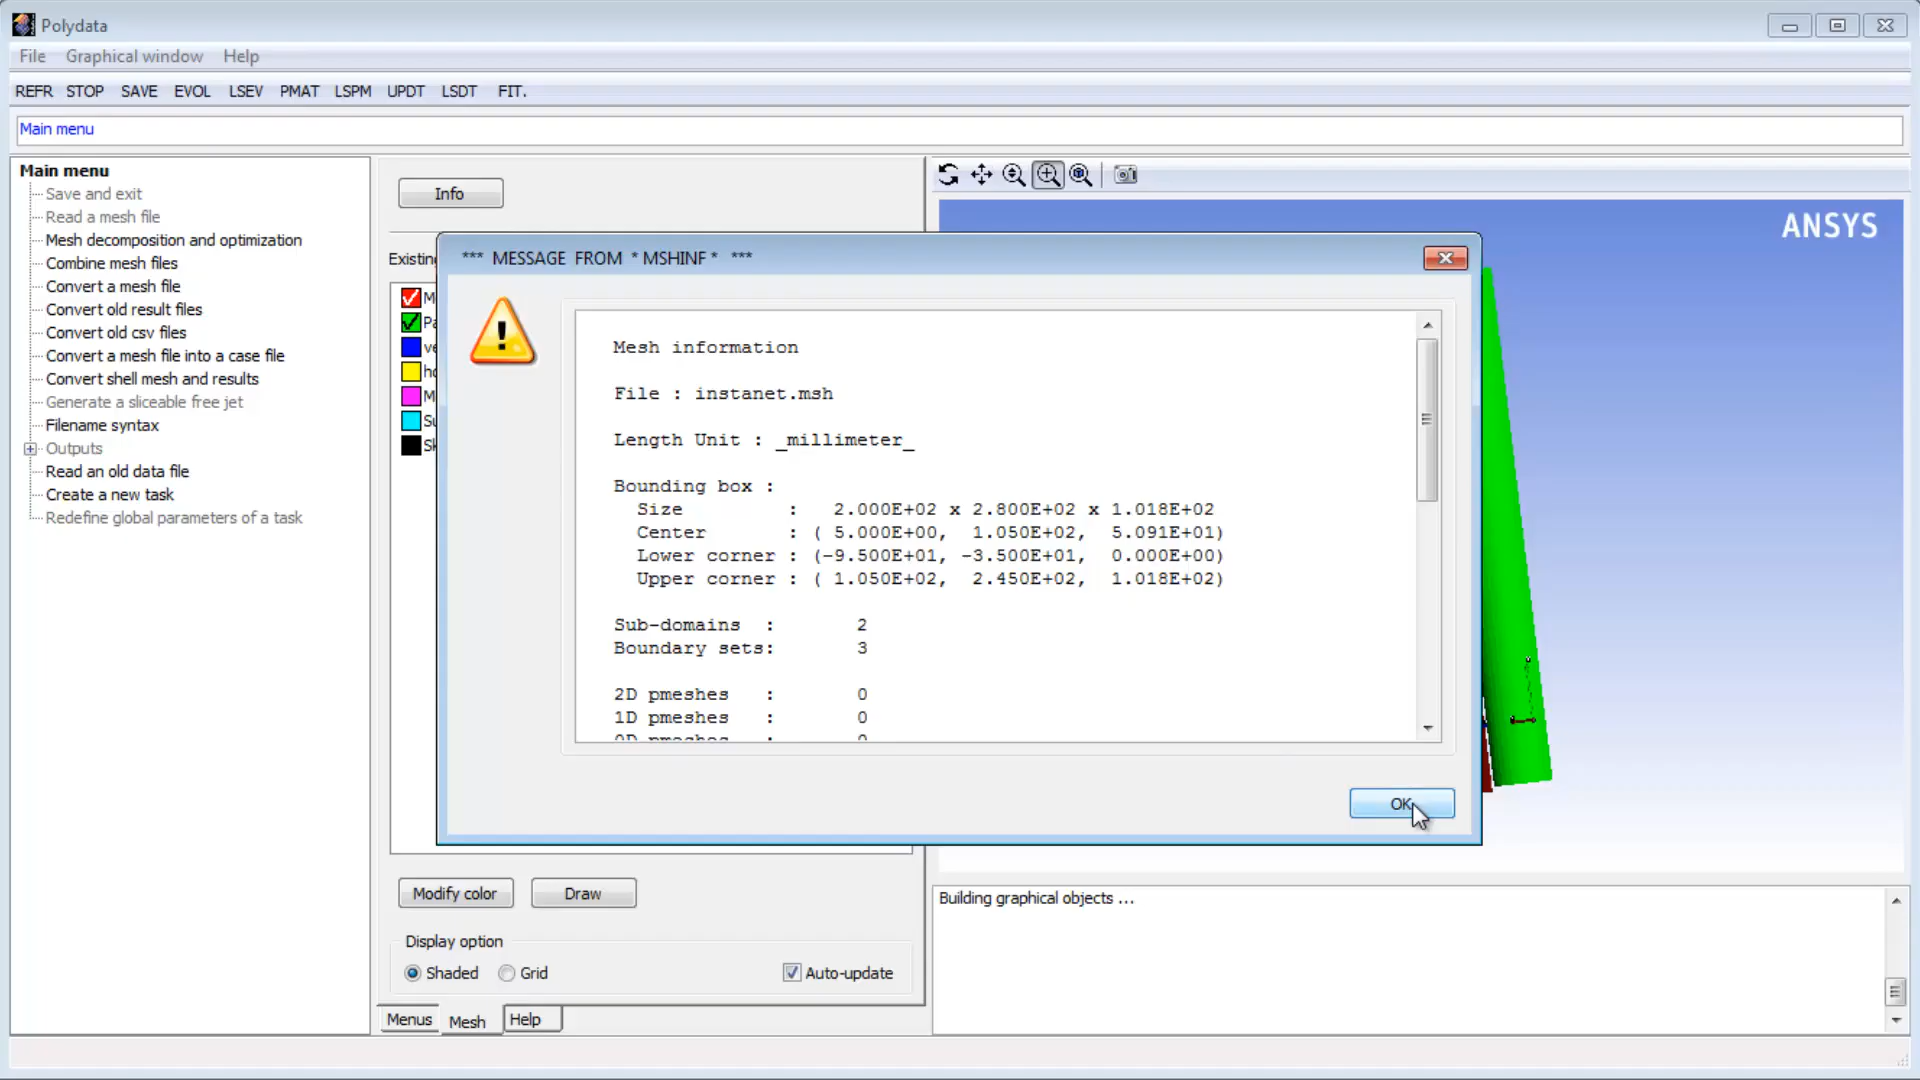 Polydata
File Graphical window Help
REFR STOP SAVE EVOL LSEV PMAT LSPM UPDT LSDT FIT.
Main menu
Main menu
Save and exit
Read a mesh file
Mesh decomposition and optimization
Combine mesh files
Convert a mesh file
Convert old result files
Convert old csv files
Convert a mesh file into a case file
Convert shell mesh and results
Generate a sliceable free jet
Filename syntax
Outputs
Read an old data file
Create a new task
Redefine global parameters of a task
Info
Existing
*** MESSAGE FROM * MSHINF * ***
Mesh information
File : instanet.msh
Length Unit : _millimeter_
Bounding box :
Size : 2.000E+02 x 2.800E+02 x 1.018E+02
Center : ( 5.000E+00, 1.050E+02, 5.091E+01)
Lower corner : (-9.500E+01, -3.500E+01, 0.000E+00)
Upper corner : ( 1.050E+02, 2.450E+02, 1.018E+02)
Sub-domains : 2
Boundary sets: 3
2D pmeshes : 0
1D pmeshes : 0
0D pmeshes : 0
OK
Modify color Draw
Display option
Shaded Grid Auto-update
Menus Mesh Help
ANSYS
Building graphical objects ...